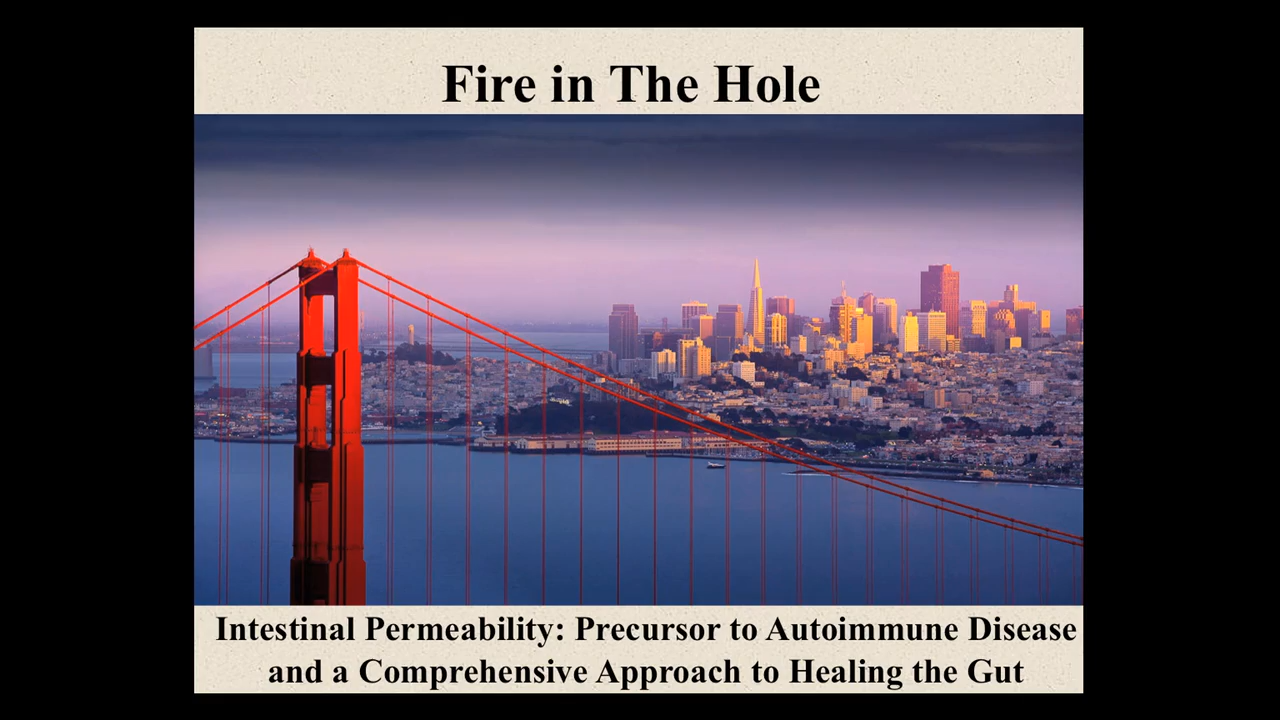 Fire in The Hole
Intestinal Permeability: Precursor to Autoimmune Disease
and a Comprehensive Approach to Healing the Gut